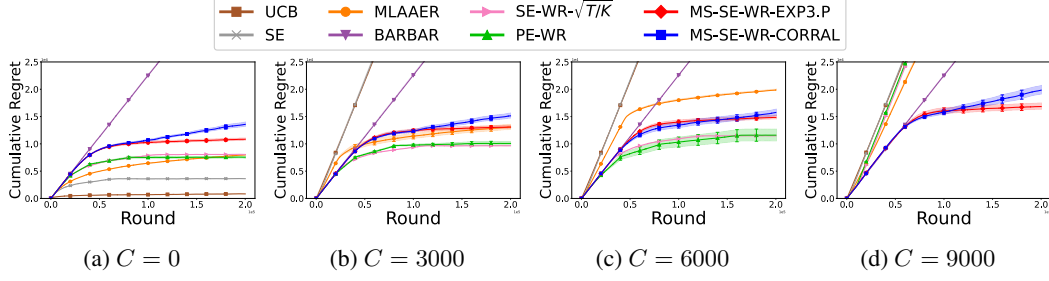 UCB MLAAER SE-WR-√T/K MS-SE-WR-EXP3.P
SE BARBAR PE-WR MS-SE-WR-CORRAL
Cumulative Regret
2.5
2.0
1.5
1.0
0.5
0.0
0.0 0.5 1.0 1.5 2.0
Round
(a) C = 0
Cumulative Regret
2.5
2.0
1.5
1.0
0.5
0.0
0.0 0.5 1.0 1.5 2.0
Round
(b) C = 3000
Cumulative Regret
2.5
2.0
1.5
1.0
0.5
0.0
0.0 0.5 1.0 1.5 2.0
Round
(c) C = 6000
Cumulative Regret
2.5
2.0
1.5
1.0
0.5
0.0
0.0 0.5 1.0 1.5 2.0
Round
(d) C = 9000